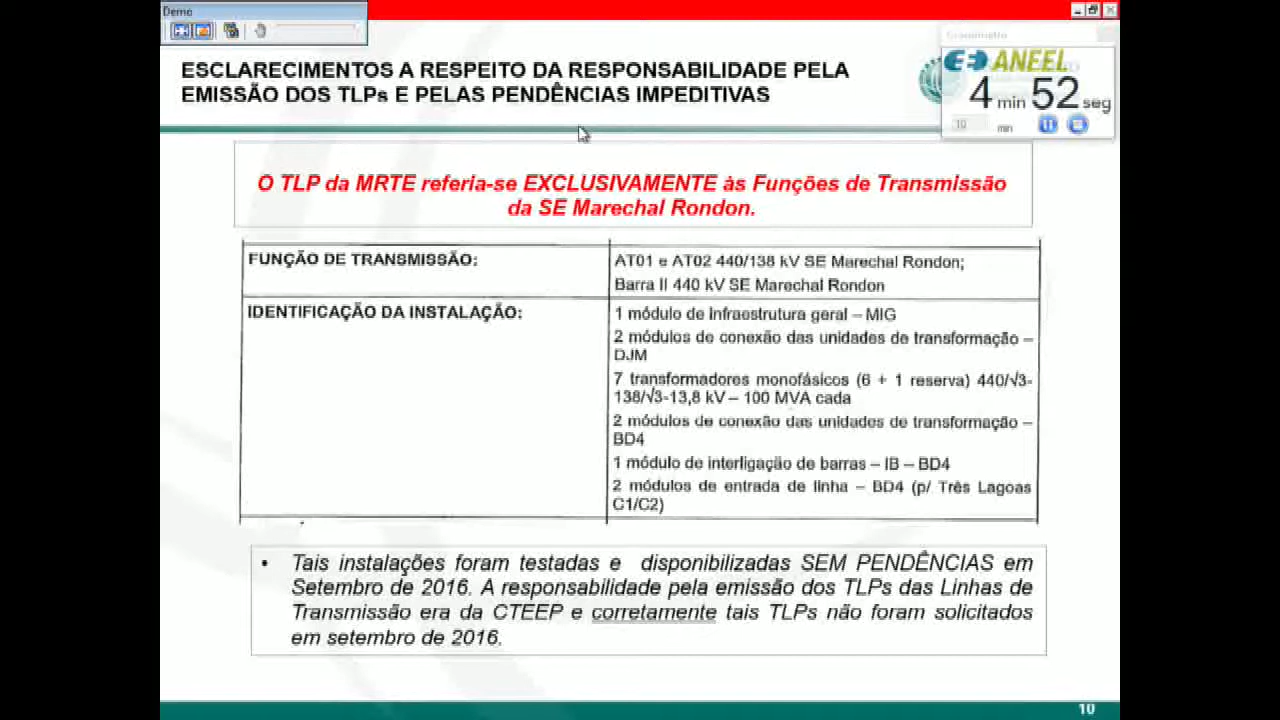 Demo
ESCLARECIMENTOS A RESPEITO DA RESPONSABILIDADE PELA
EMISSÃO DOS TLPs E PELAS PENDÊNCIAS IMPEDITIVAS
Cronometro
ANEEL
4 min 52 seg
10 min
O TLP da MRTE referia-se EXCLUSIVAMENTE às Funções de Transmissão
da SE Marechal Rondon.
FUNÇÃO DE TRANSMISSÃO:
AT01 e AT02 440/138 kV SE Marechal Rondon;
Barra II 440 kV SE Marechal Rondon
IDENTIFICAÇÃO DA INSTALAÇÃO:
1 módulo de infraestrutura geral – MIG
2 módulos de conexão das unidades de transformação –
DJM
7 transformadores monofásicos (6 + 1 reserva) 440/√3-
138/√3-13,8 kV – 100 MVA cada
2 módulos de conexão das unidades de transformação –
BD4
1 módulo de interligação de barras – IB – BD4
2 módulos de entrada de linha – BD4 (p/ Três Lagoas
C1/C2)
• Tais instalações foram testadas e disponibilizadas SEM PENDÊNCIAS em
Setembro de 2016. A responsabilidade pela emissão dos TLPs das Linhas de
Transmissão era da CTEEP e corretamente tais TLPs não foram solicitados
em setembro de 2016.
10